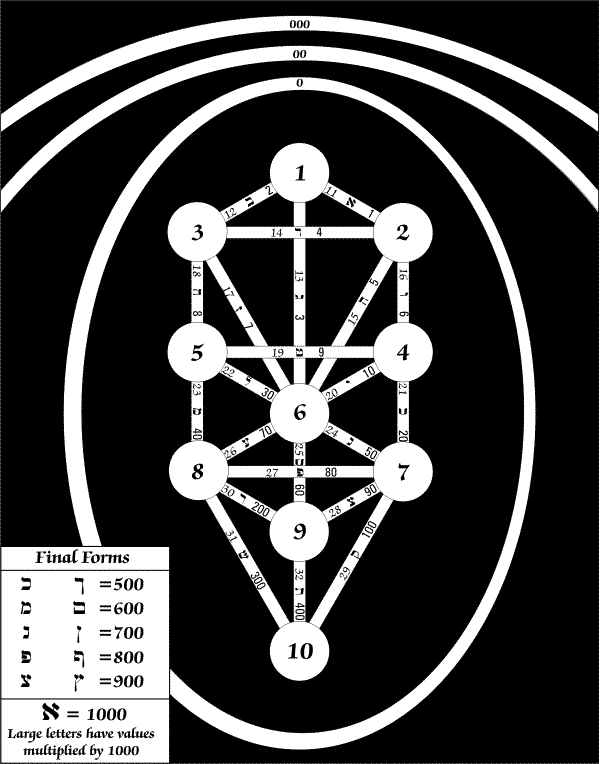 000
00
0
1
12 ב 2
11 א 1
3
14 ד 4
2
13 ג 3
18 ח 8
17 ז 7
15 ה 5
16 ו 6
5
19 ט 9
4
22 ל 30
20 י 10
6
23 מ 40
21 כ 20
26 ע 70
24 נ 50
25 ס 60
8
27 פ 80
7
30 ר 200
28 צ 90
9
31 ש 300
32 ת 400
29 ק 100
10
Final Forms
כ ך =500
מ ם =600
נ ן =700
פ ף =800
צ ץ =900
א = 1000
Large letters have values
multiplied by 1000